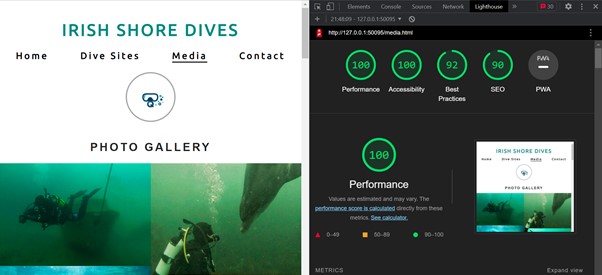 IRISH SHORE DIVES
Home Dive Sites Media Contact
PHOTO GALLERY
Elements Console Sources Network Lighthouse
21:49:09 - 127.0.0.1:50095
http://127.0.0.1:50095/media.html
100 100 92 90 PWA
Performance Accessibility Best Practices SEO PWA
100
Performance
Values are estimated and may vary. The
performance score is calculated directly from these
metrics. See calculator.
0–49 50–89 90–100
IRISH SHORE DIVES
Home Dive Sites Media Contact
PHOTO GALLERY
METRICS Expand view